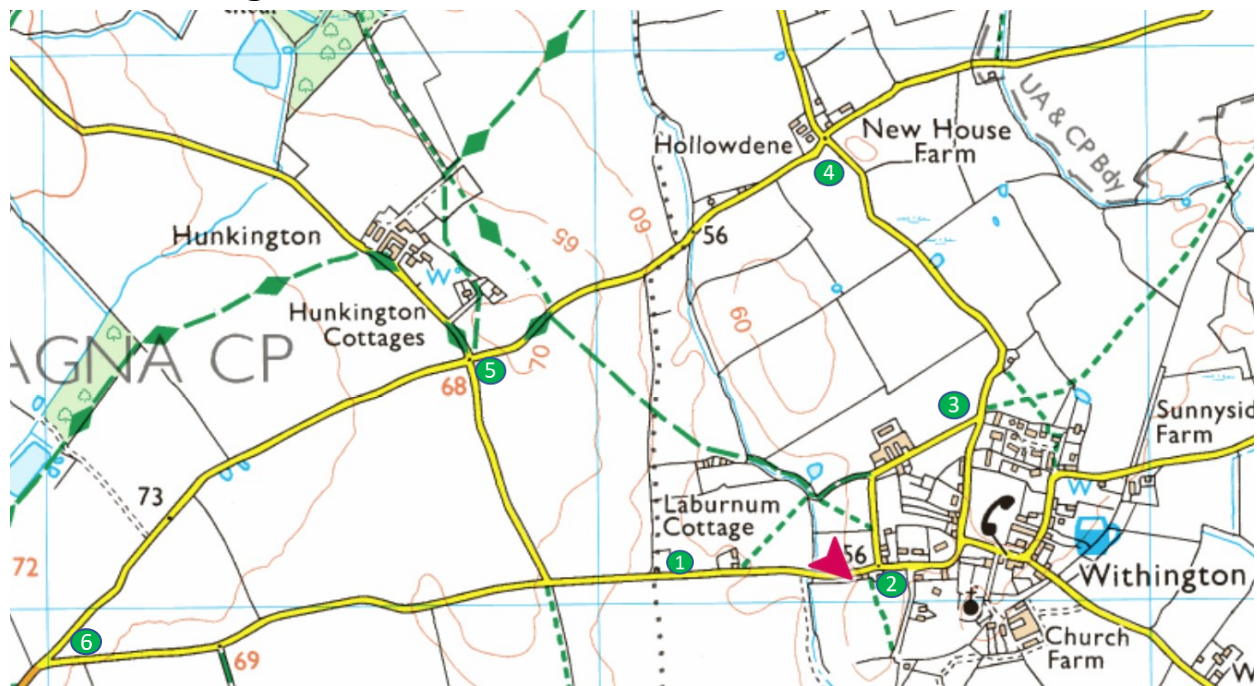 UA & CP Bdy
Hollowdene
New House
Farm
4
Hunkington
W
56
60
65
Hunkington
Cottages
70
60
AGNA CP
5
68
3
Sunnysid
Farm
W
73
Laburnum
Cottage
72
1
56
2
Withington
6
69
Church
Farm
W